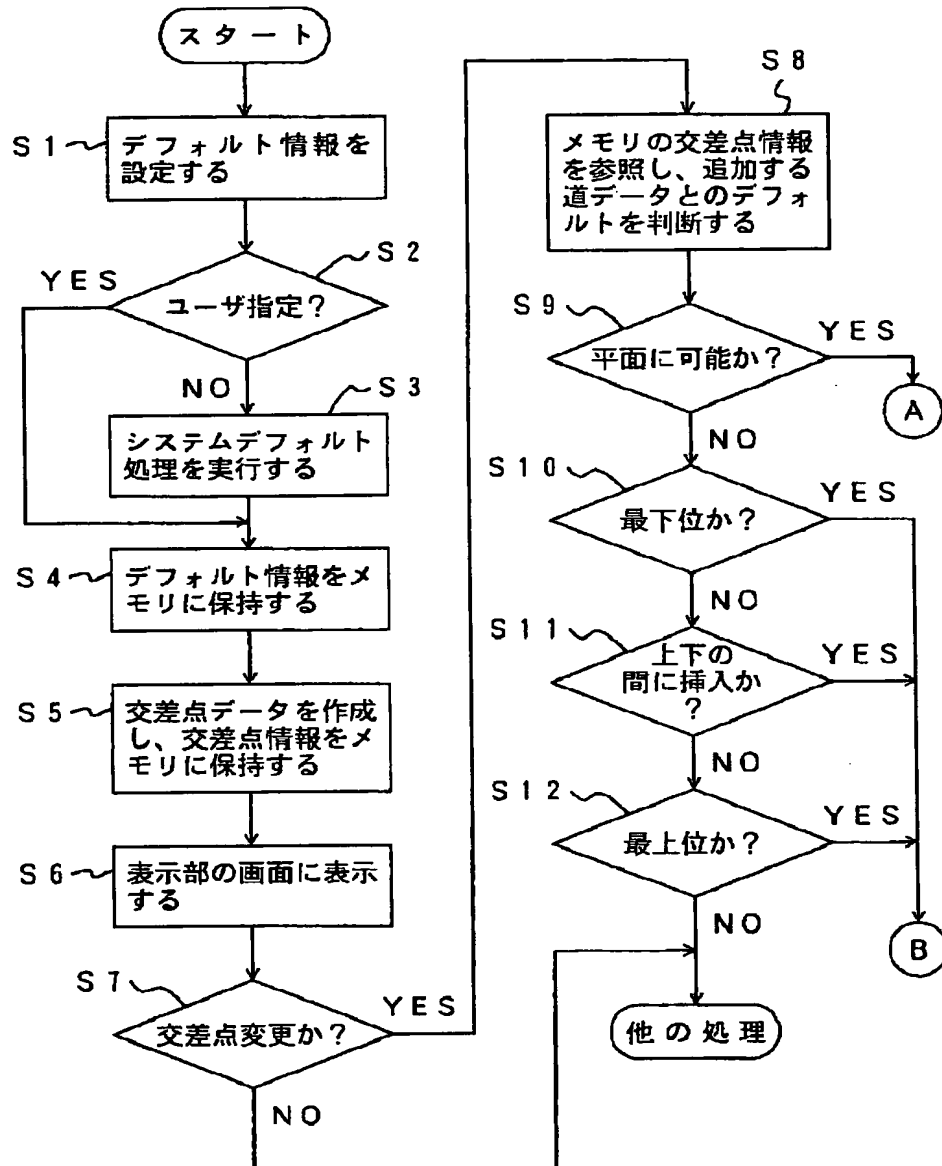 スタート
S1
デフォルト情報を
設定する
S2
YES
ユーザ指定?
NO
S3
システムデフォルト
処理を実行する
S4
デフォルト情報をメ
モリに保持する
S5
交差点データを作成
し、交差点情報をメ
モリに保持する
S6
表示部の画面に表示
する
S7
YES
交差点変更か?
NO
S8
メモリの交差点情報
を参照し、追加する
道データとのデフォ
ルトを判断する
S9
YES
平面に可能か?
A
NO
S10
YES
最下位か?
NO
S11
上下の
間に挿入か
?
YES
NO
S12
YES
最上位か?
NO
B
他の処理